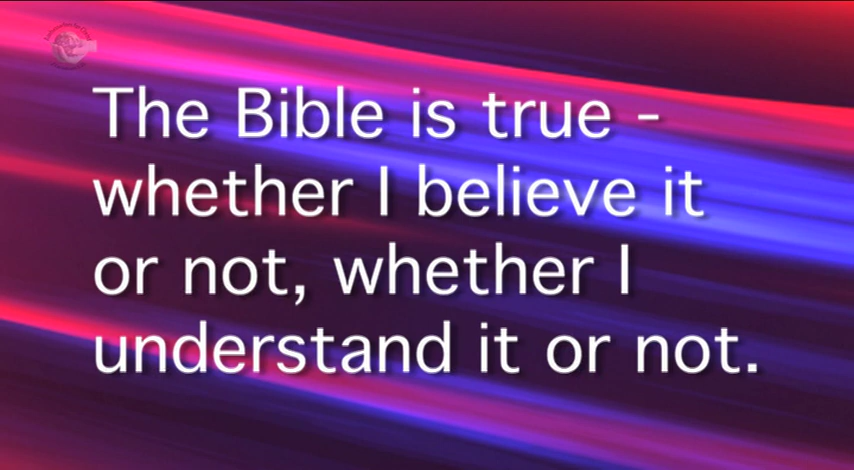 The Bible is true -
whether I believe it
or not, whether I
understand it or not.